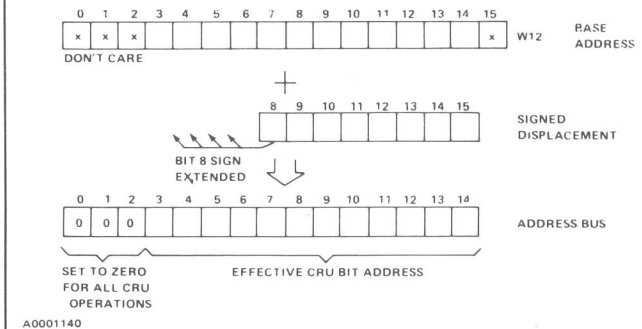 0 1 2 3 4 5 6 7 8 9 10 11 12 13 14 15
x x x x W12 BASE ADDRESS
DON'T CARE
+
8 9 10 11 12 13 14 15
SIGNED DISPLACEMENT
BIT 8 SIGN
EXTENDED
0 1 2 3 4 5 6 7 8 9 10 11 12 13 14
0 0 0 ADDRESS BUS
SET TO ZERO
FOR ALL CRU
OPERATIONS
EFFECTIVE CRU BIT ADDRESS
A0001140